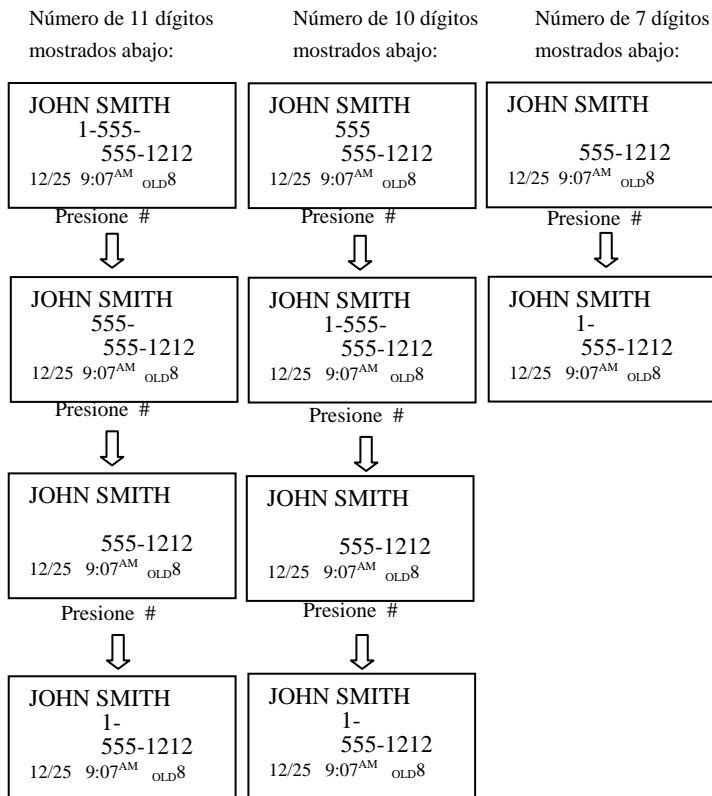 Número de 11 dígitos
mostrados abajo:
JOHN SMITH
1-555-
555-1212
12/25 9:07AM OLD8
Presione #
JOHN SMITH
555-
555-1212
12/25 9:07AM OLD8
Presione #
JOHN SMITH
555-1212
12/25 9:07AM OLD8
Presione #
JOHN SMITH
1-
555-1212
12/25 9:07AM OLD8
Número de 10 dígitos
mostrados abajo:
JOHN SMITH
555
555-1212
12/25 9:07AM OLD8
JOHN SMITH
1-555-
555-1212
12/25 9:07AM OLD8
Presione #
JOHN SMITH
555-1212
12/25 9:07AM OLD8
Presione #
JOHN SMITH
1-
555-1212
12/25 9:07AM OLD8
Número de 7 dígitos
mostrados abajo:
JOHN SMITH
555-1212
12/25 9:07AM OLD8
Presione #
JOHN SMITH
1-
555-1212
12/25 9:07AM OLD8